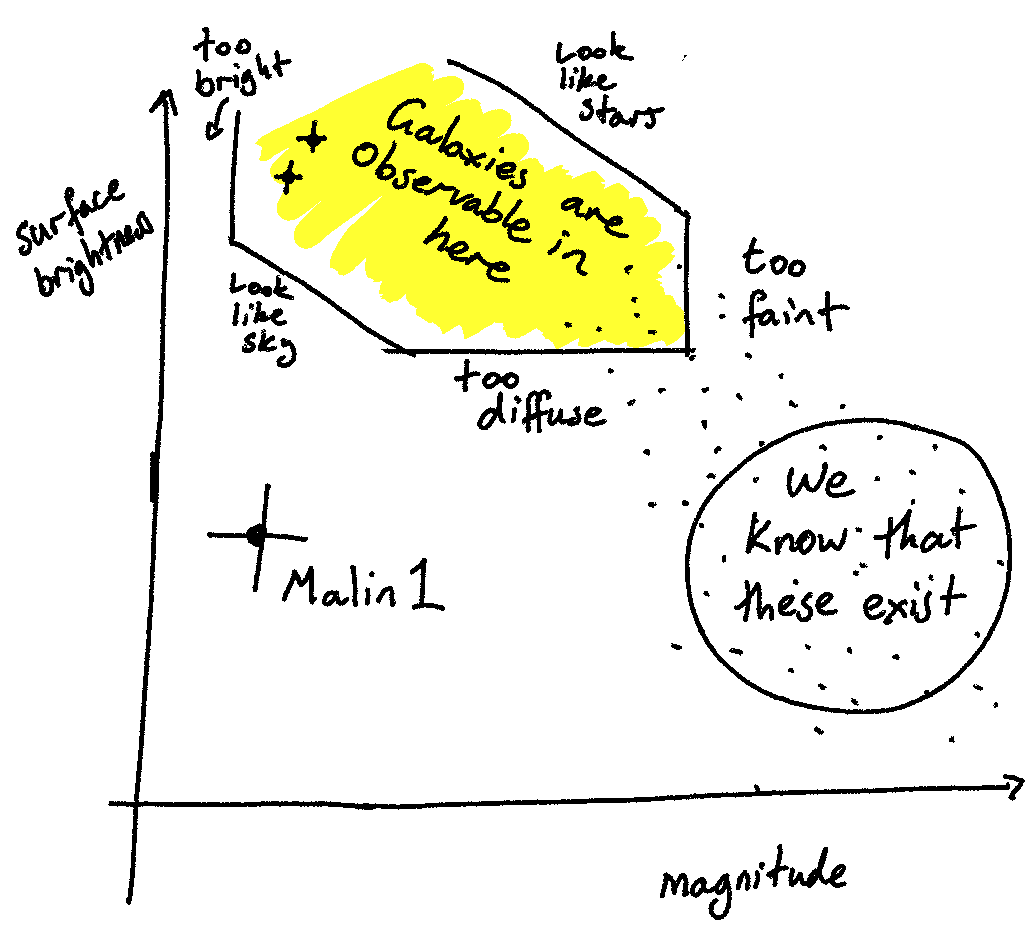 too
bright
Look
like
stars
Galaxies are
observable in
here
surface
brightness
Look
like
sky
too
faint
too
diffuse
We
know that
these exist
Malin 1
magnitude